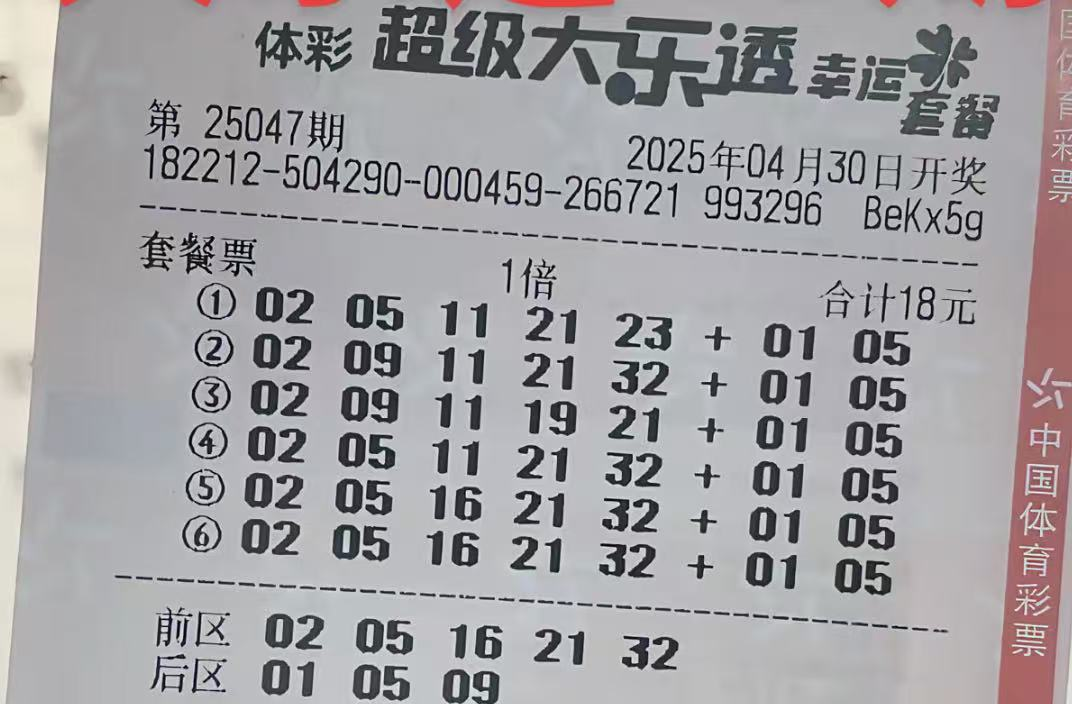 体彩 超级大乐透 幸运套餐
第 25047期 2025年04月30日开奖
182212-504290-000459-266721 993296 BeKx5g
套餐票 1倍 合计18元
① 02 05 11 21 23 + 01 05
② 02 09 11 21 32 + 01 05
③ 02 09 11 19 21 + 01 05
④ 02 05 11 21 32 + 01 05
⑤ 02 05 16 21 32 + 01 05
⑥ 02 05 16 21 32 + 01 05
前区 02 05 16 21 32
后区 01 05 09
国体育彩票
中国体育彩票